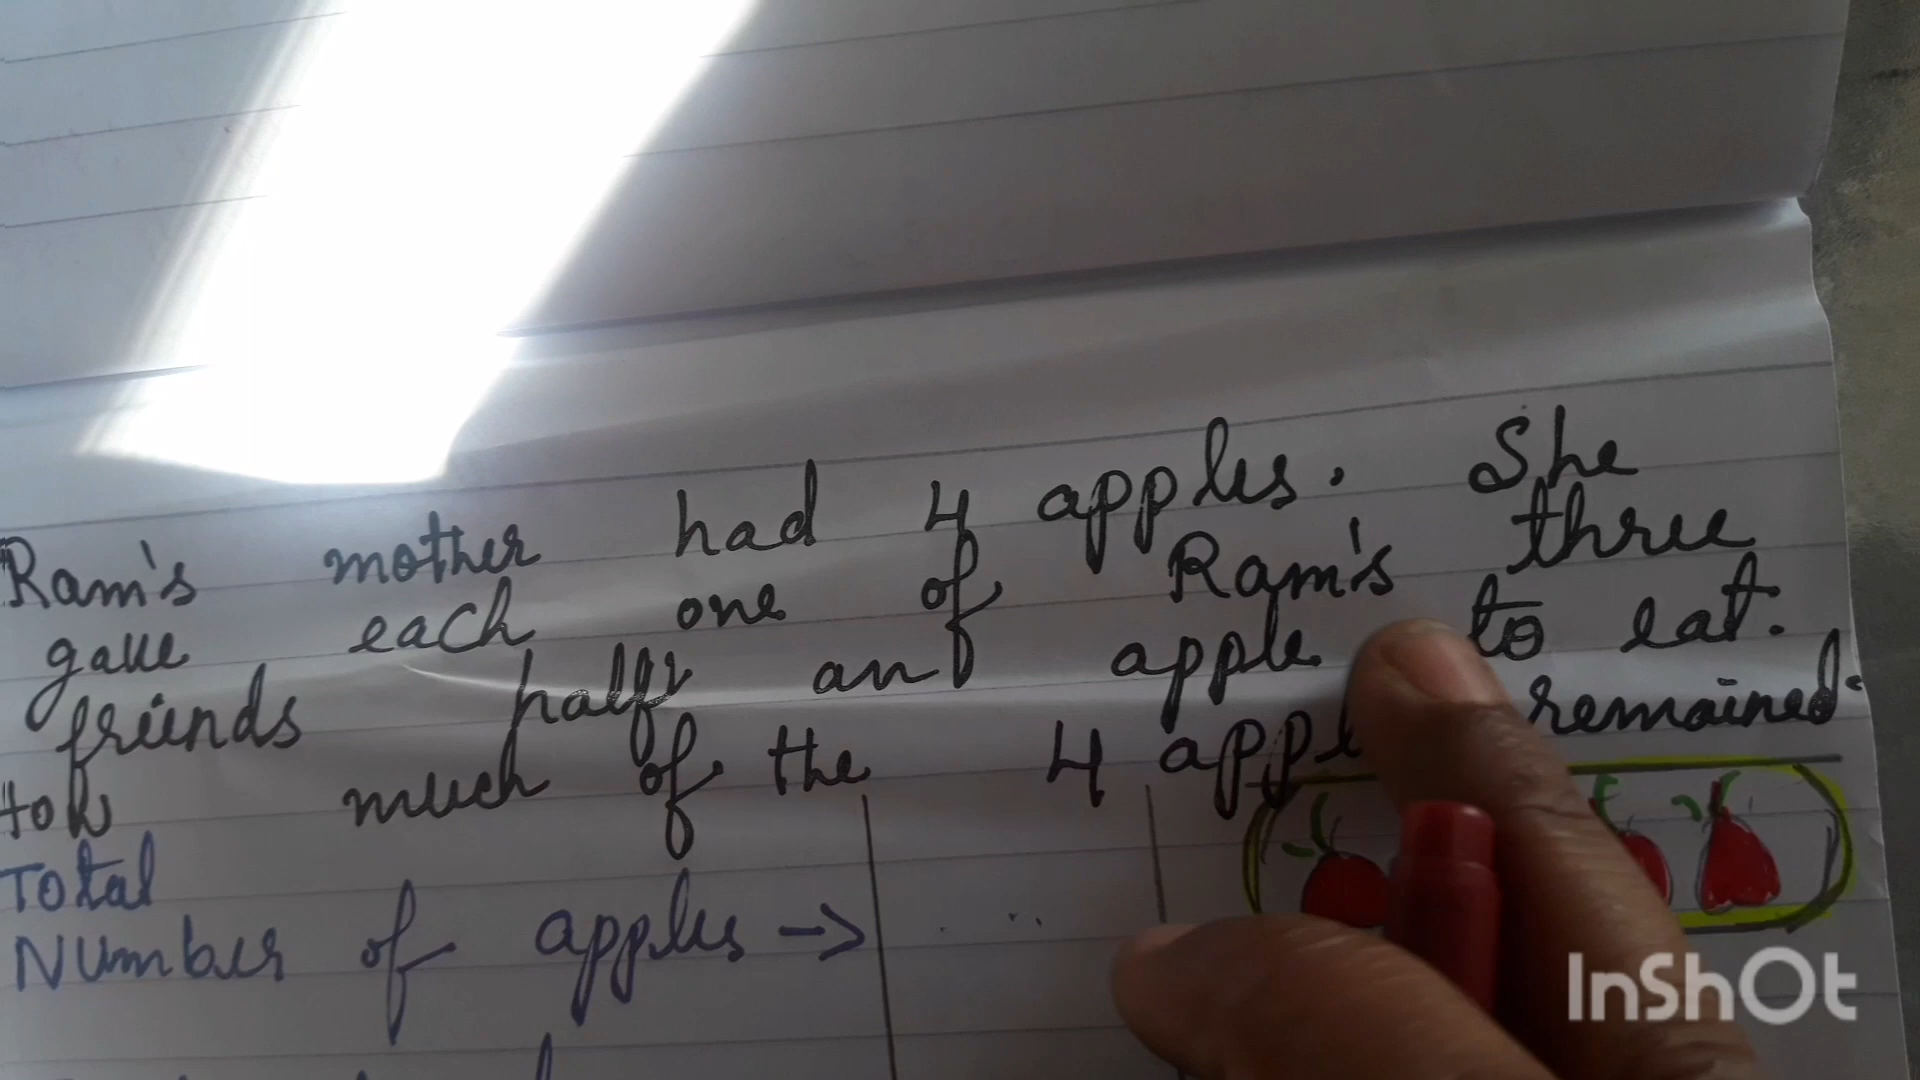 Ram's mother had 4 apples. She
gave each one of Ram's three
friends half an apple to eat.
How much of the 4 remained.
Total
Number of apples →
InShOt